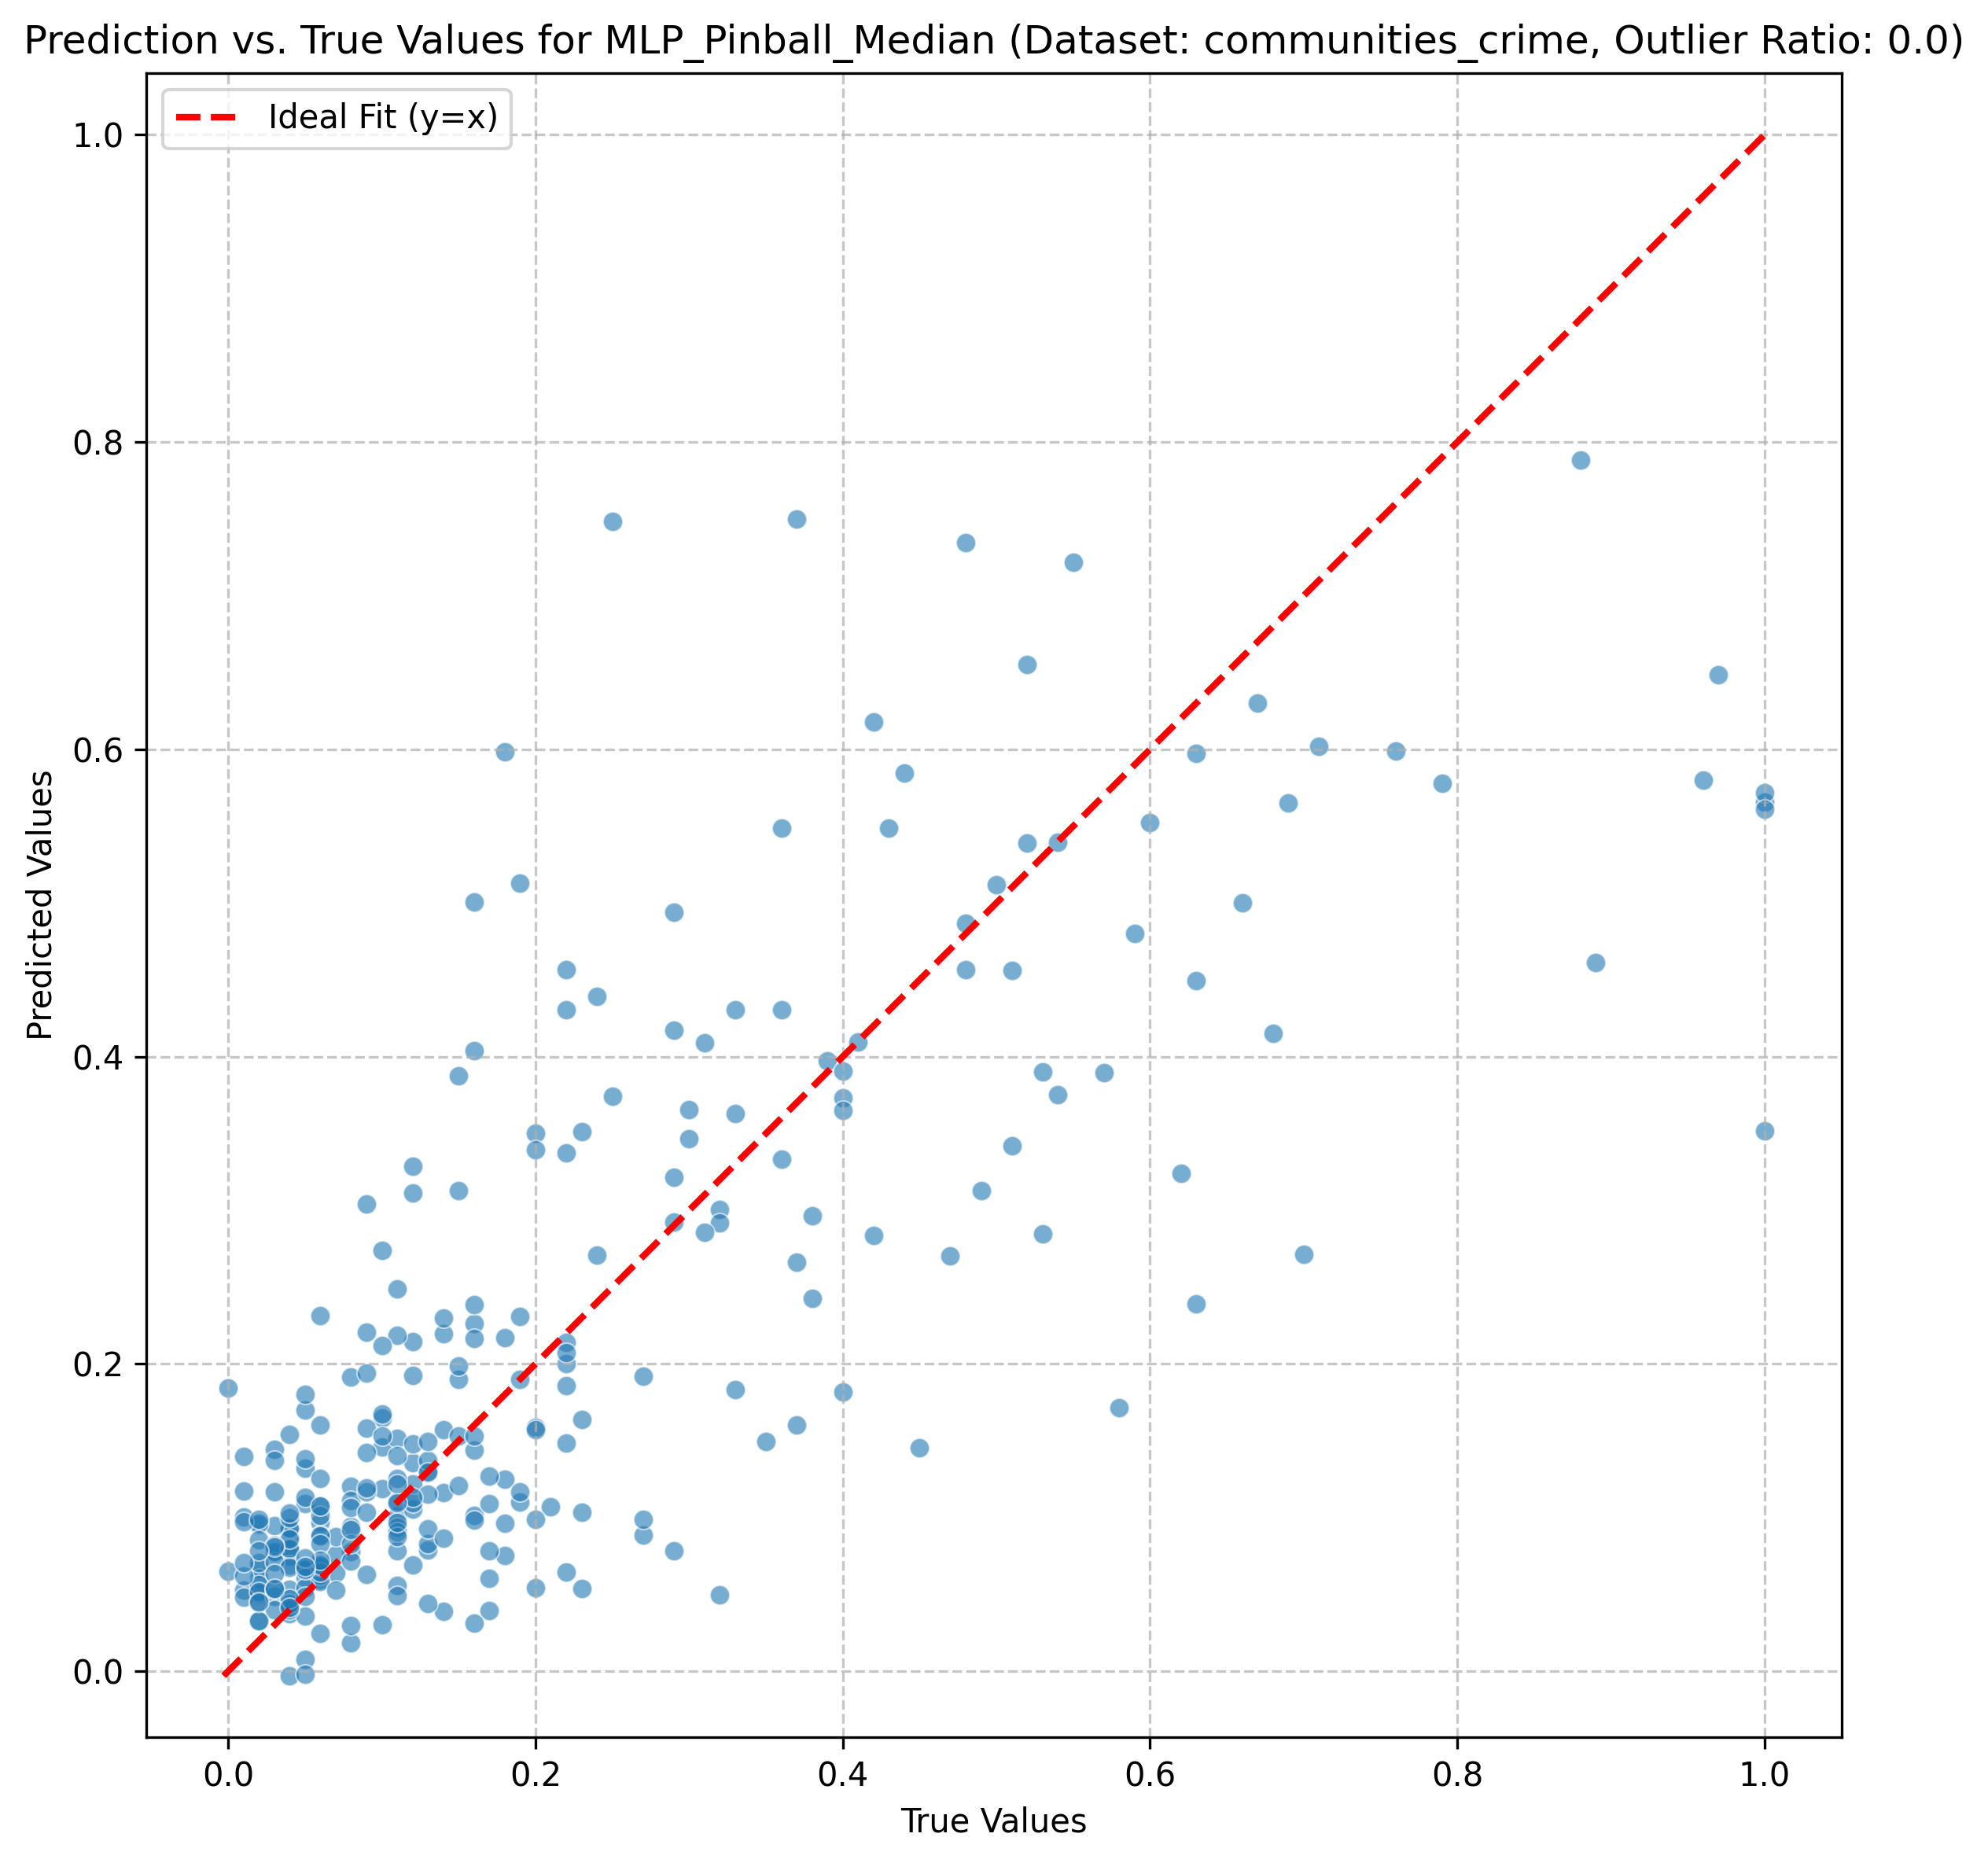 Prediction vs. True Values for MLP_Pinball_Median (Dataset: communities_crime, Outlier Ratio: 0.0)
Ideal Fit (y=x)
1.0
0.8
0.6
0.4
0.2
0.0
Predicted Values
0.0 0.2 0.4 0.6 0.8 1.0
True Values